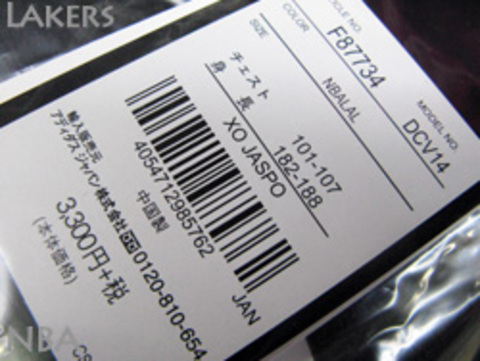 LAKERS
ARTICLE NO.
F87734
MODEL NO.
DCV14
COLOR
NBALAL
SIZE
チェスト 101-107
身 長 182-188
XO JASPO
4054712985762
JAN
中国製
輸入販売元
アディダス ジャパン株式会社 0120-810-654
3,300円+税
(本体価格)
NBA